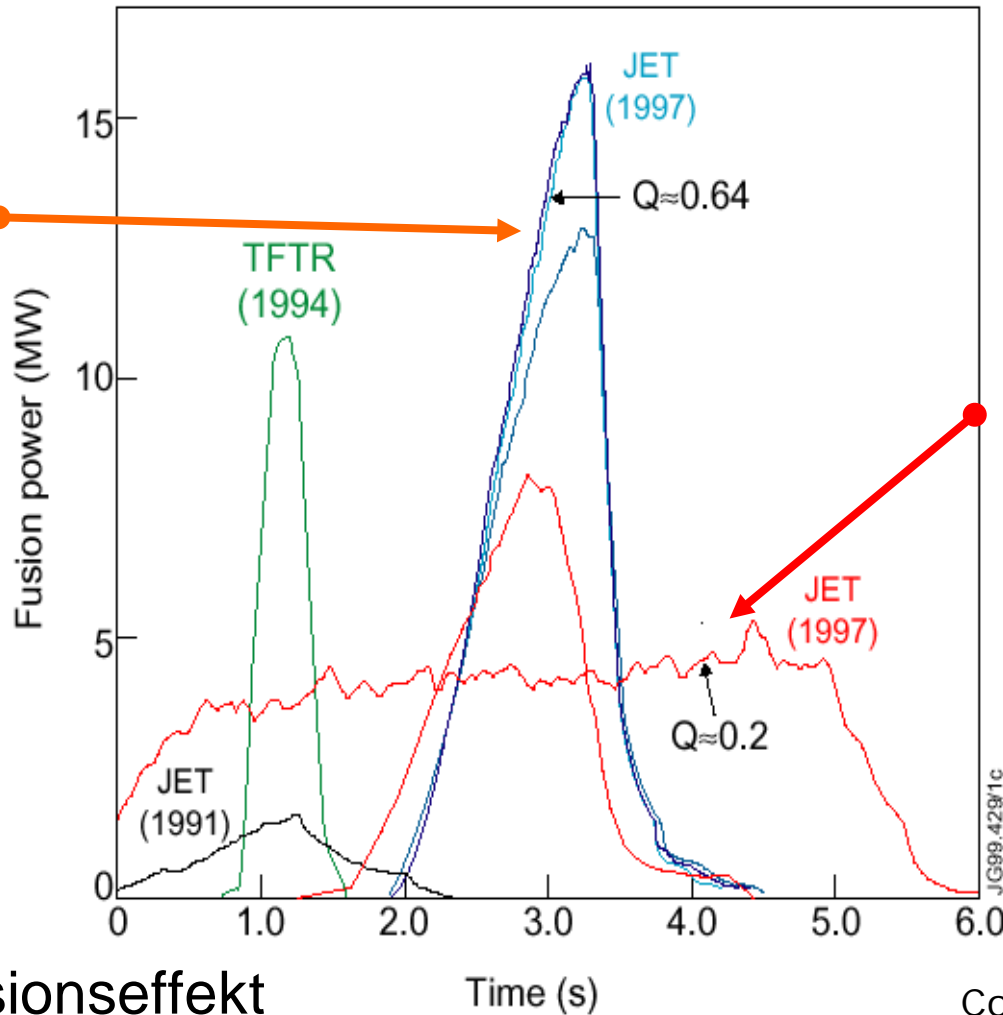 JET
(1997)
15
Q≈0.64
TFTR
(1994)
Fusion power (MW)
10
JET
(1997)
5
Q≈0.2
JET
(1991)
JG99.429/1c
0
0 1.0 2.0 3.0 4.0 5.0 6.0
sionseffekt
Time (s)
Co